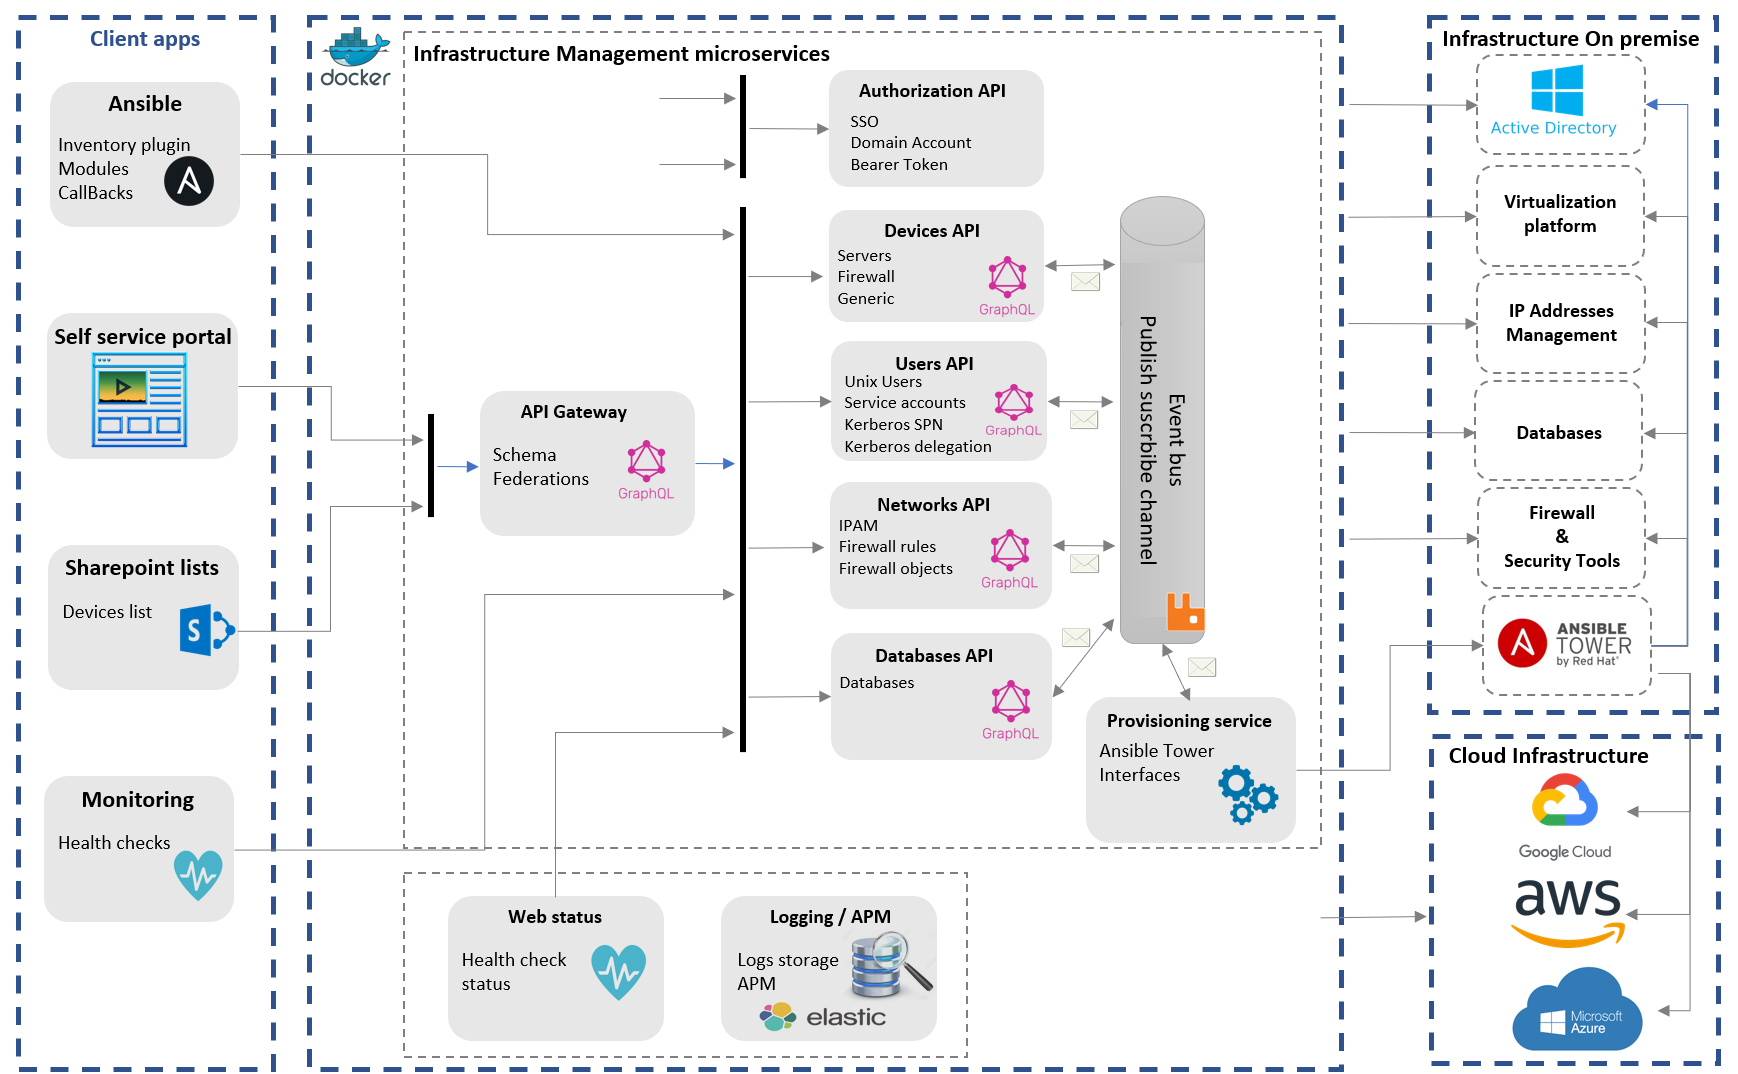 Client apps
Ansible
Inventory plugin
Modules
CallBacks
Self service portal
Sharepoint lists
Devices list
S
Monitoring
Health checks
docker
Infrastructure Management microservices
Authorization API
SSO
Domain Account
Bearer Token
Devices API
Servers
Firewall
Generic
GraphQL
Users API
Unix Users
Service accounts
Kerberos SPN
Kerberos delegation
GraphQL
API Gateway
Schema
Federations
GraphQL
Networks API
IPAM
Firewall rules
Firewall objects
GraphQL
Databases API
Databases
GraphQL
Event bus
Publish suscrbibe channel
Provisioning service
Ansible Tower
Interfaces
Web status
Health check
status
Logging / APM
Logs storage
APM
elastic
Infrastructure On premise
Active Directory
Virtualization
platform
IP Addresses
Management
Databases
Firewall
&
Security Tools
ANSIBLE
TOWER
by Red Hat®
Cloud Infrastructure
Google Cloud
aws
Microsoft
Azure